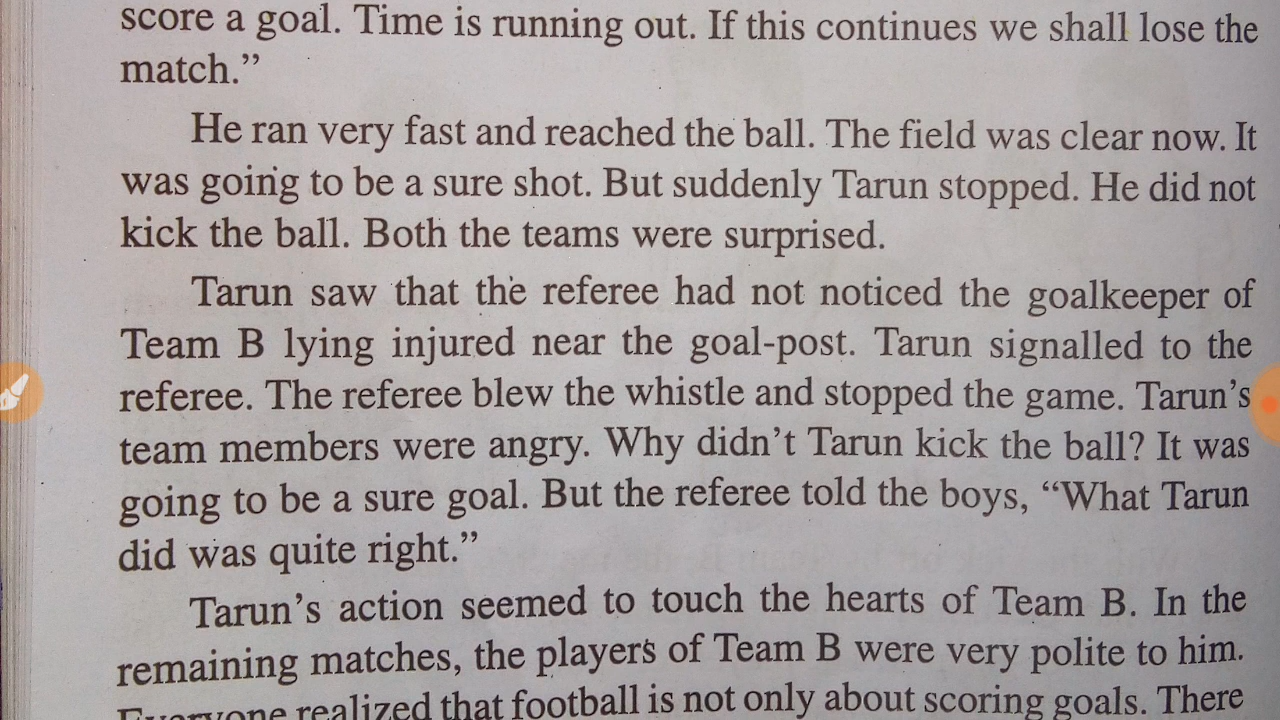 score a goal. Time is running out. If this continues we shall lose the
match.”
He ran very fast and reached the ball. The field was clear now. It
was going to be a sure shot. But suddenly Tarun stopped. He did not
kick the ball. Both the teams were surprised.
Tarun saw that the referee had not noticed the goalkeeper of
Team B lying injured near the goal-post. Tarun signalled to the
referee. The referee blew the whistle and stopped the game. Tarun’s
team members were angry. Why didn’t Tarun kick the ball? It was
going to be a sure goal. But the referee told the boys, “What Tarun
did was quite right.”
Tarun’s action seemed to touch the hearts of Team B. In the
remaining matches, the players of Team B were very polite to him.
Everyone realized that football is not only about scoring goals. There